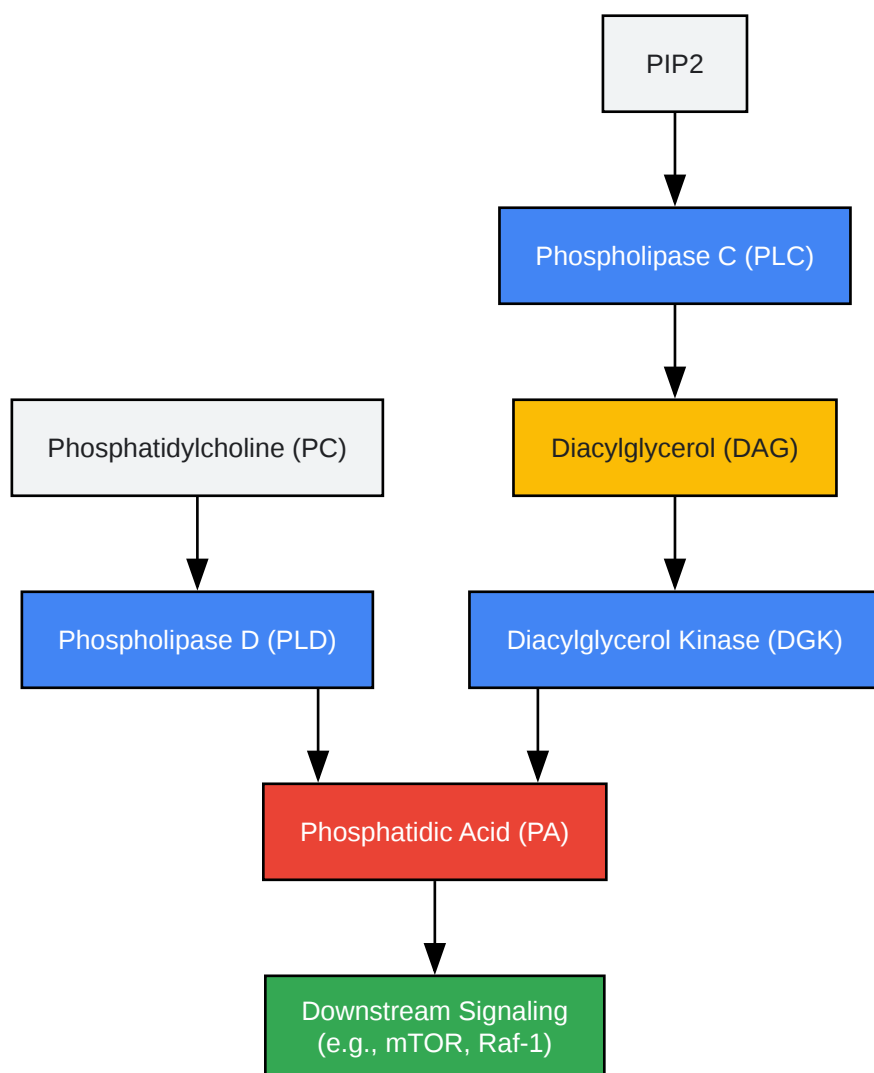 PIP2
Phospholipase C (PLC)
Phosphatidylcholine (PC)
Diacylglycerol (DAG)
Phospholipase D (PLD)
Diacylglycerol Kinase (DGK)
Phosphatidic Acid (PA)
Downstream Signaling
(e.g., mTOR, Raf-1)